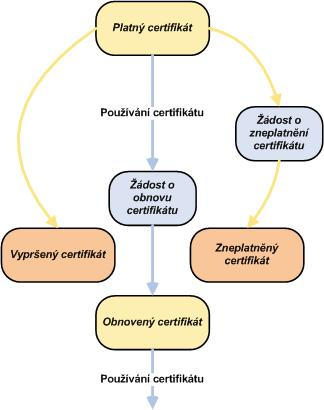 Platný certifikát
Používání certifikátu
Žádost o
zneplatnění
certifikátu
Žádost o
obnovu
certifikátu
Vypršený certifikát
Zneplatněný
certifikát
Obnovený certifikát
Používání certifikátu